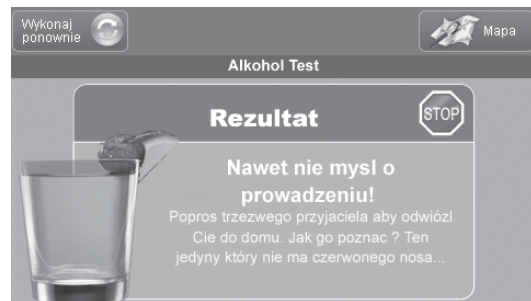 Wykonaj
ponownie
Mapa
Alkohol Test
Rezultat
STOP
Nawet nie mysl o
prowadzeniu!
Popros trzezwego przyjaciela aby odwiózl
Cie do domu. Jak go poznac ? Ten
jedyny który nie ma czerwonego nosa...